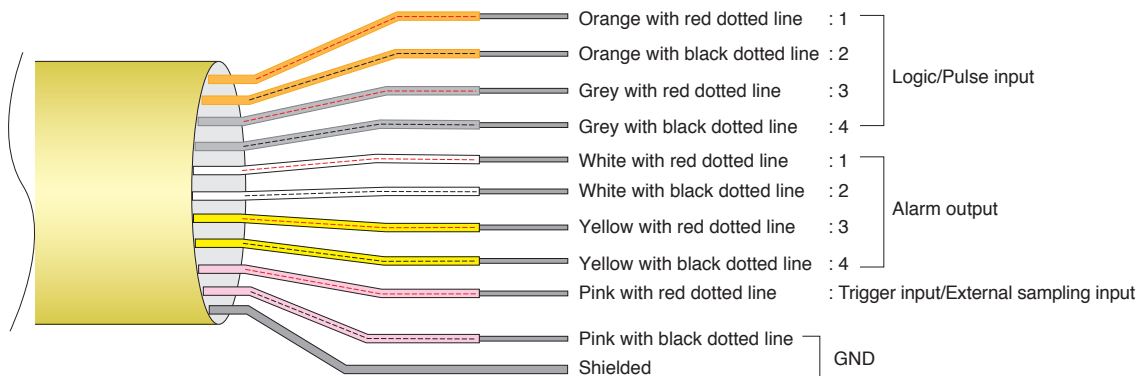 Orange with red dotted line : 1
Orange with black dotted line : 2
Logic/Pulse input
Grey with red dotted line : 3
Grey with black dotted line : 4
White with red dotted line : 1
White with black dotted line : 2
Alarm output
Yellow with red dotted line : 3
Yellow with black dotted line : 4
Pink with red dotted line : Trigger input/External sampling input
Pink with black dotted line
GND
Shielded